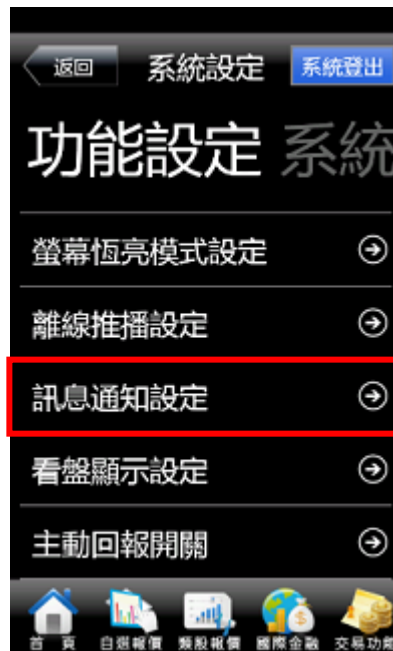 返回 系統設定 系統登出
功能設定 系統
螢幕恆亮模式設定
離線推播設定
訊息通知設定
看盤顯示設定
主動回報開關
首頁 自選報價 類股報價 國際金融 交易功能